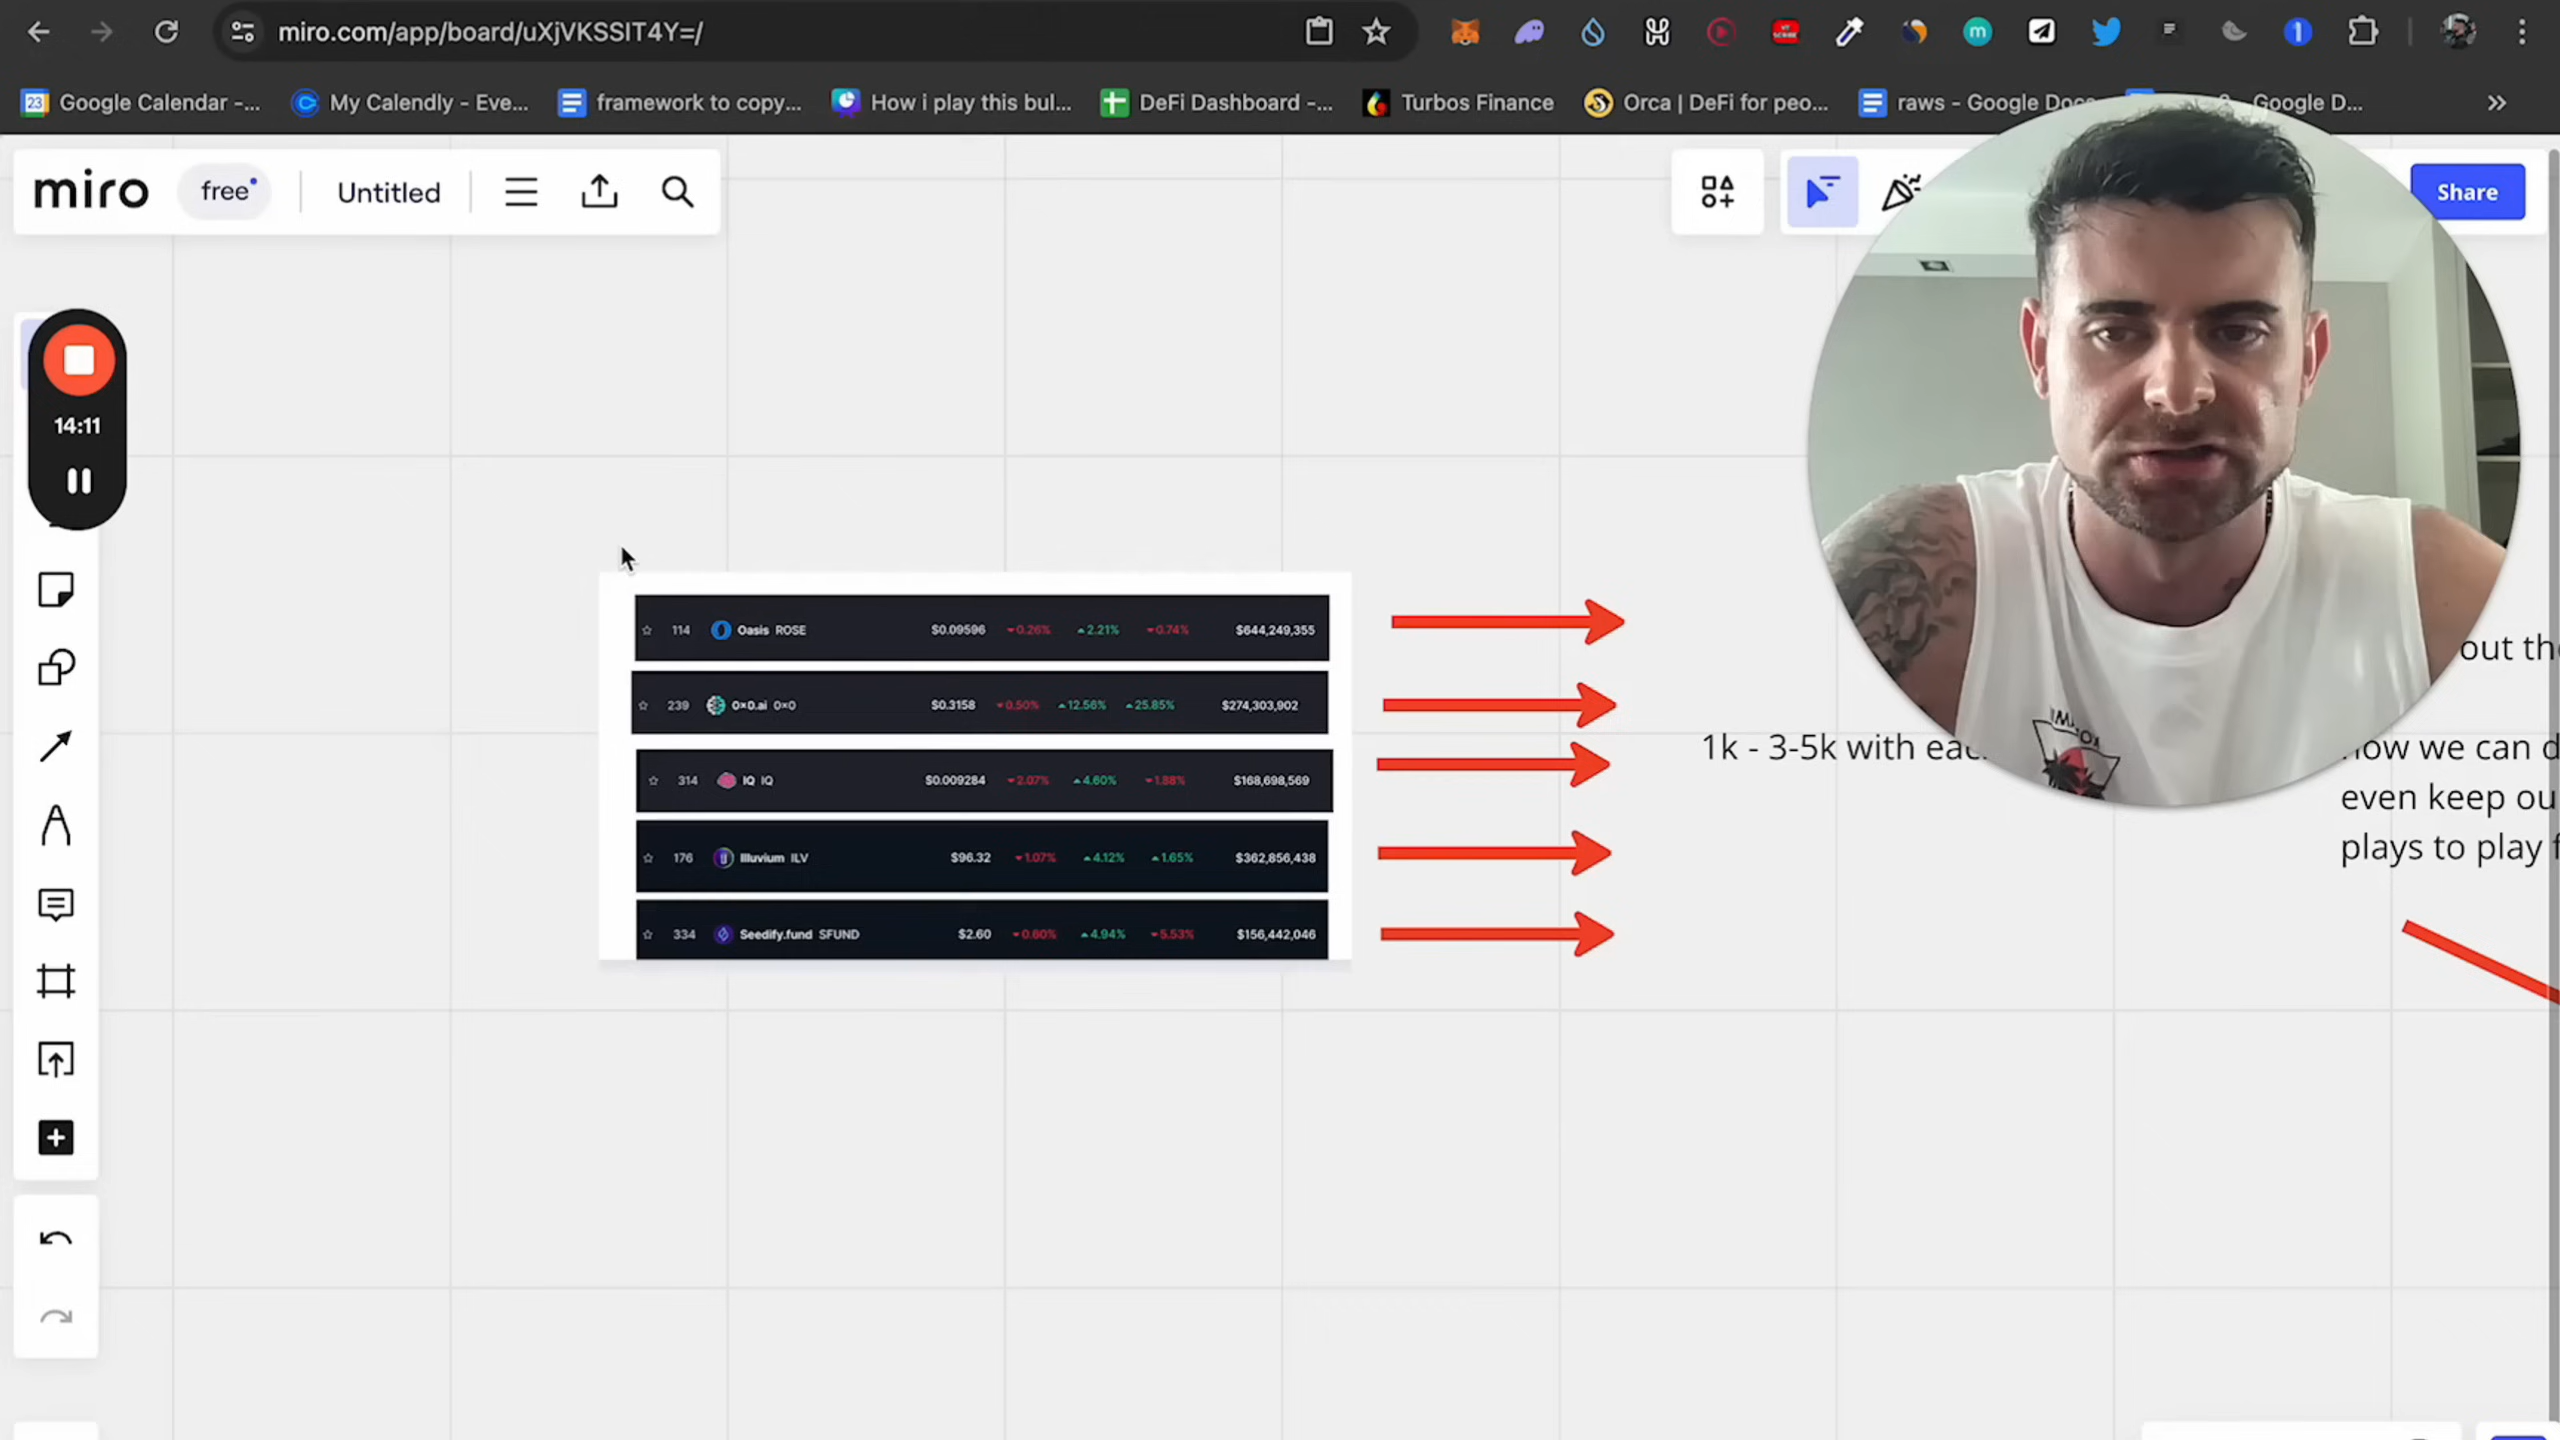 miro.com/app/board/uXjVKSSIT4Y=/
23 Google Calendar -...
My Calendly - Eve...
framework to copy...
How i play this bul...
DeFi Dashboard -...
Turbos Finance
Orca | DeFi for peo...
raws - Google Docs
Google D...
miro free Untitled
Share
14:11
114 Oasis ROSE $0.09596 0.26% 2.21% 0.74% $644,249,355
239 0x0.ai 0x0 $0.3158 0.50% 12.56% 25.85% $274,303,902
314 IQ IQ $0.009284 2.07% 4.60% 1.88% $168,698,569
176 Illuvium ILV $96.32 1.07% 4.12% 1.65% $362,856,438
334 Seedify.fund SFUND $2.60 0.60% 4.94% 5.53% $156,442,046
1k - 3-5k with eac
out the
how we can d
even keep ou
plays to play f